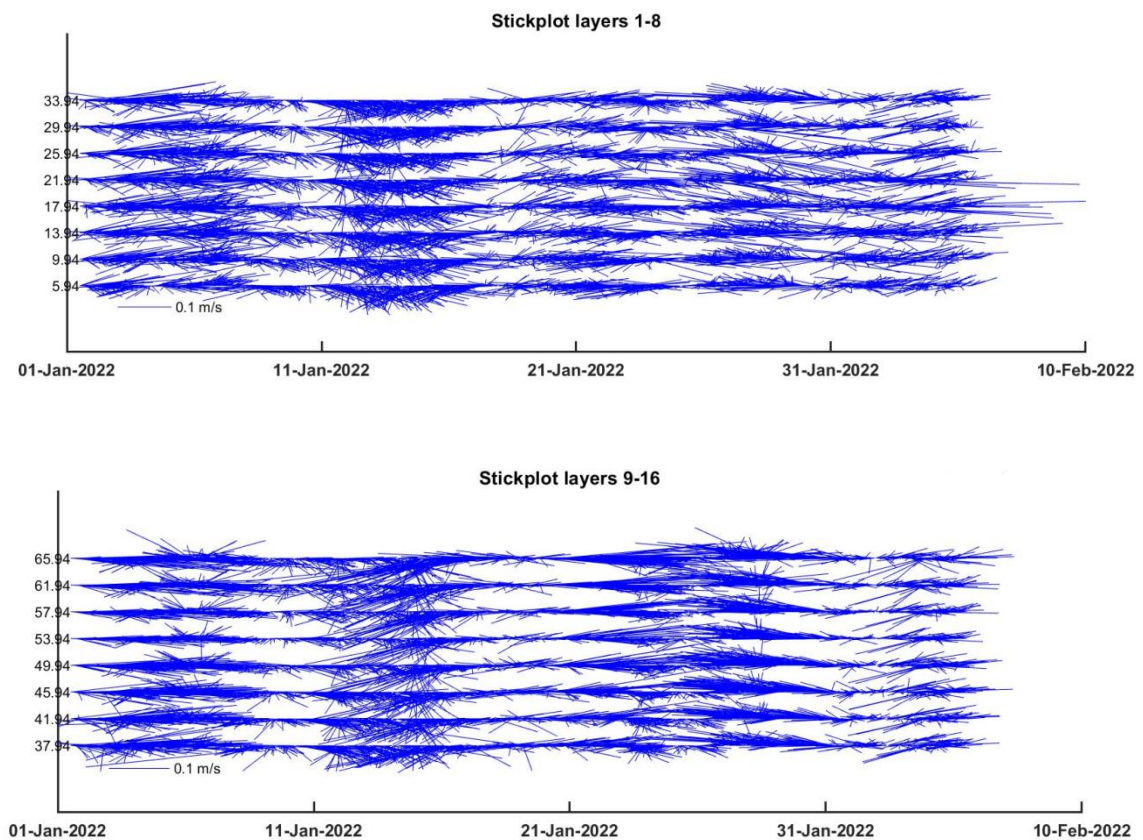 Stickplot layers 1-8
33.94
29.94
25.94
21.94
17.94
13.94
9.94
5.94
0.1 m/s
01-Jan-2022 11-Jan-2022 21-Jan-2022 31-Jan-2022 10-Feb-2022
Stickplot layers 9-16
65.94
61.94
57.94
53.94
49.94
45.94
41.94
37.94
0.1 m/s
01-Jan-2022 11-Jan-2022 21-Jan-2022 31-Jan-2022 10-Feb-2022